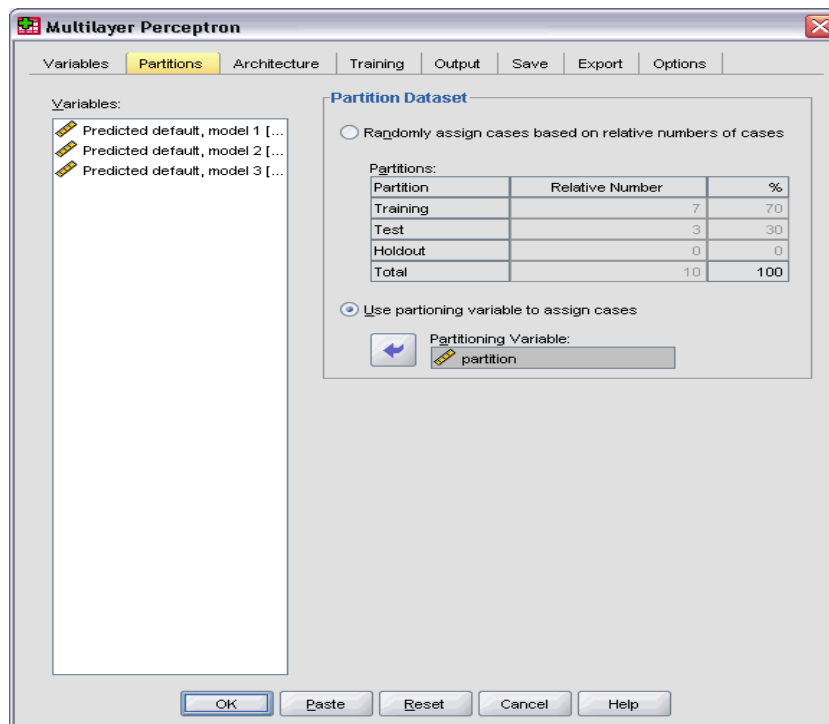 Multilayer Perceptron
Variables Partitions Architecture Training Output Save Export Options
Variables:
Predicted default, model 1 [...
Predicted default, model 2 [...
Predicted default, model 3 [...
Partition Dataset
Randomly assign cases based on relative numbers of cases
Partitions:
Partition Relative Number %
Training 7 70
Test 3 30
Holdout 0 0
Total 10 100
Use partioning variable to assign cases
Partitioning Variable:
partition
OK Paste Reset Cancel Help